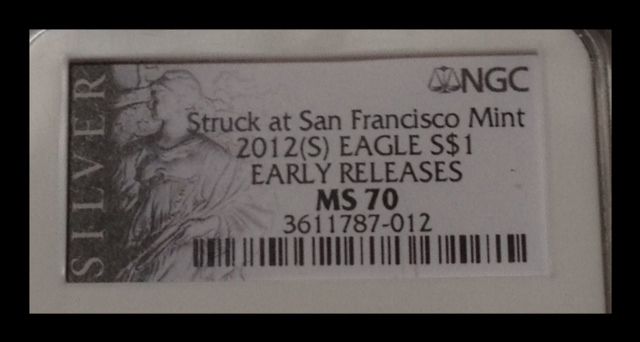 SILVER
NGC
Struck at San Francisco Mint
2012(S) EAGLE S$1
EARLY RELEASES
MS 70
3611787-012